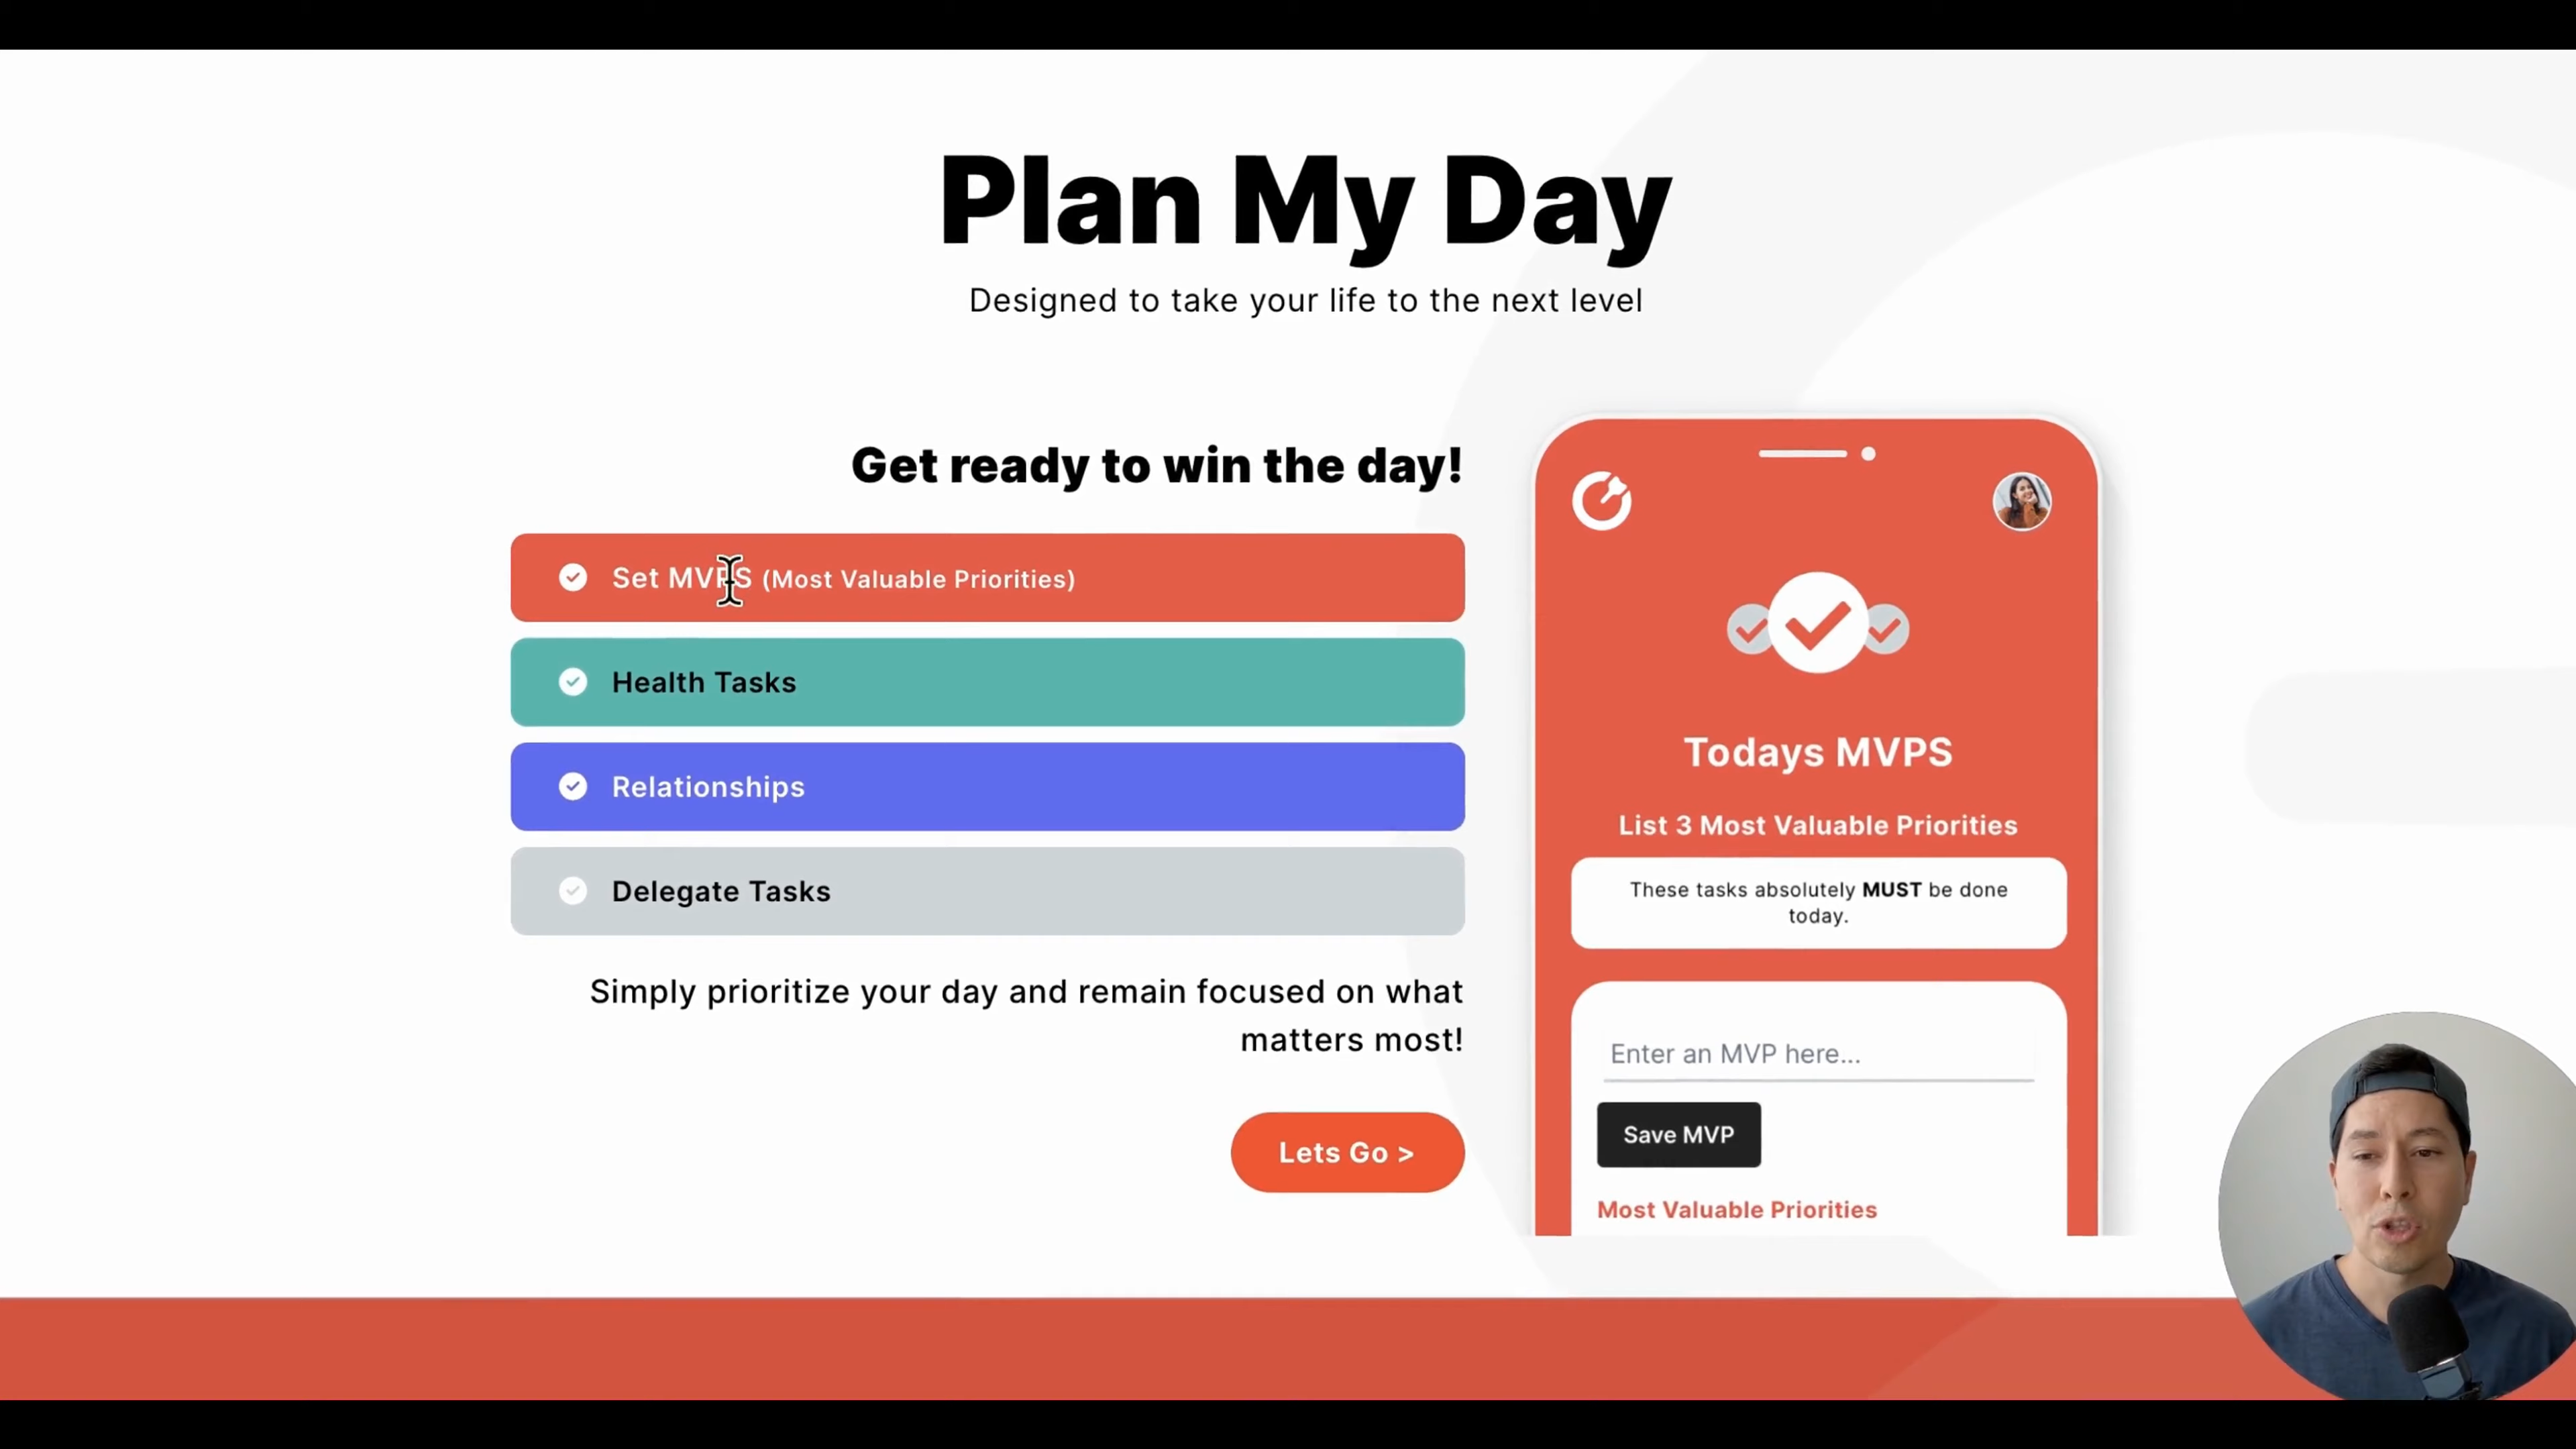 Plan My Day
Designed to take your life to the next level
Get ready to win the day!
Set MVPS (Most Valuable Priorities)
Health Tasks
Relationships
Delegate Tasks
Simply prioritize your day and remain focused on what
matters most!
Lets Go >
Todays MVPS
List 3 Most Valuable Priorities
These tasks absolutely MUST be done
today.
Enter an MVP here...
Save MVP
Most Valuable Priorities